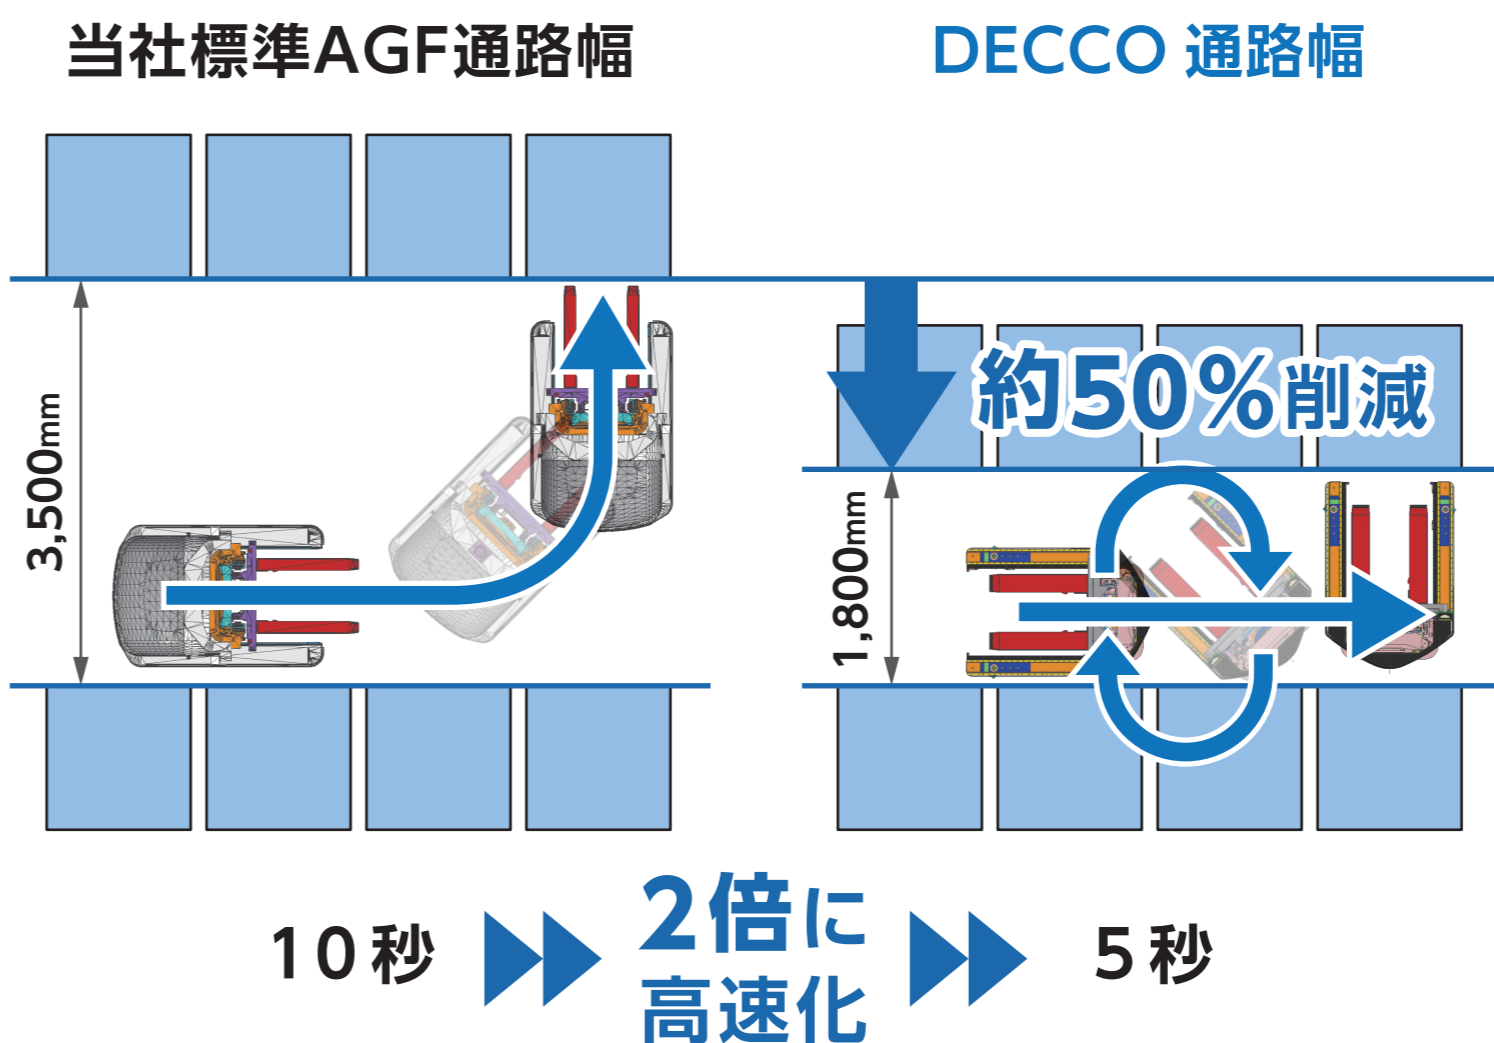 当社標準AGF通路幅
DECCO 通路幅
3,500mm
約50%削減
1,800mm
10秒
2倍に
高速化
5秒